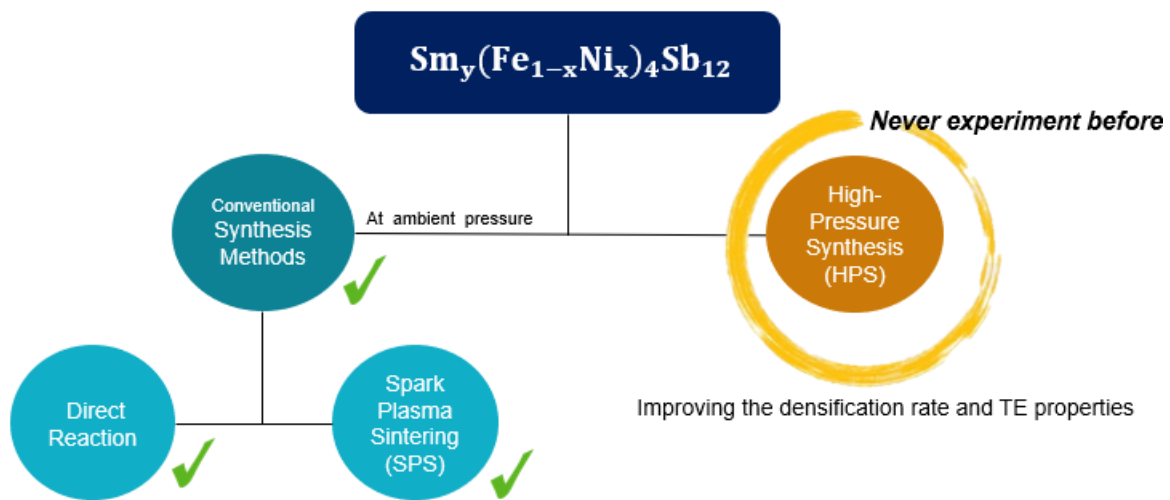 Smᵧ(Fe₁₋ₓNiₓ)₄Sb₁₂
Never experiment before
Conventional
Synthesis
Methods
At ambient pressure
High-
Pressure
Synthesis
(HPS)
Direct
Reaction
Spark
Plasma
Sintering
(SPS)
Improving the densification rate and TE properties